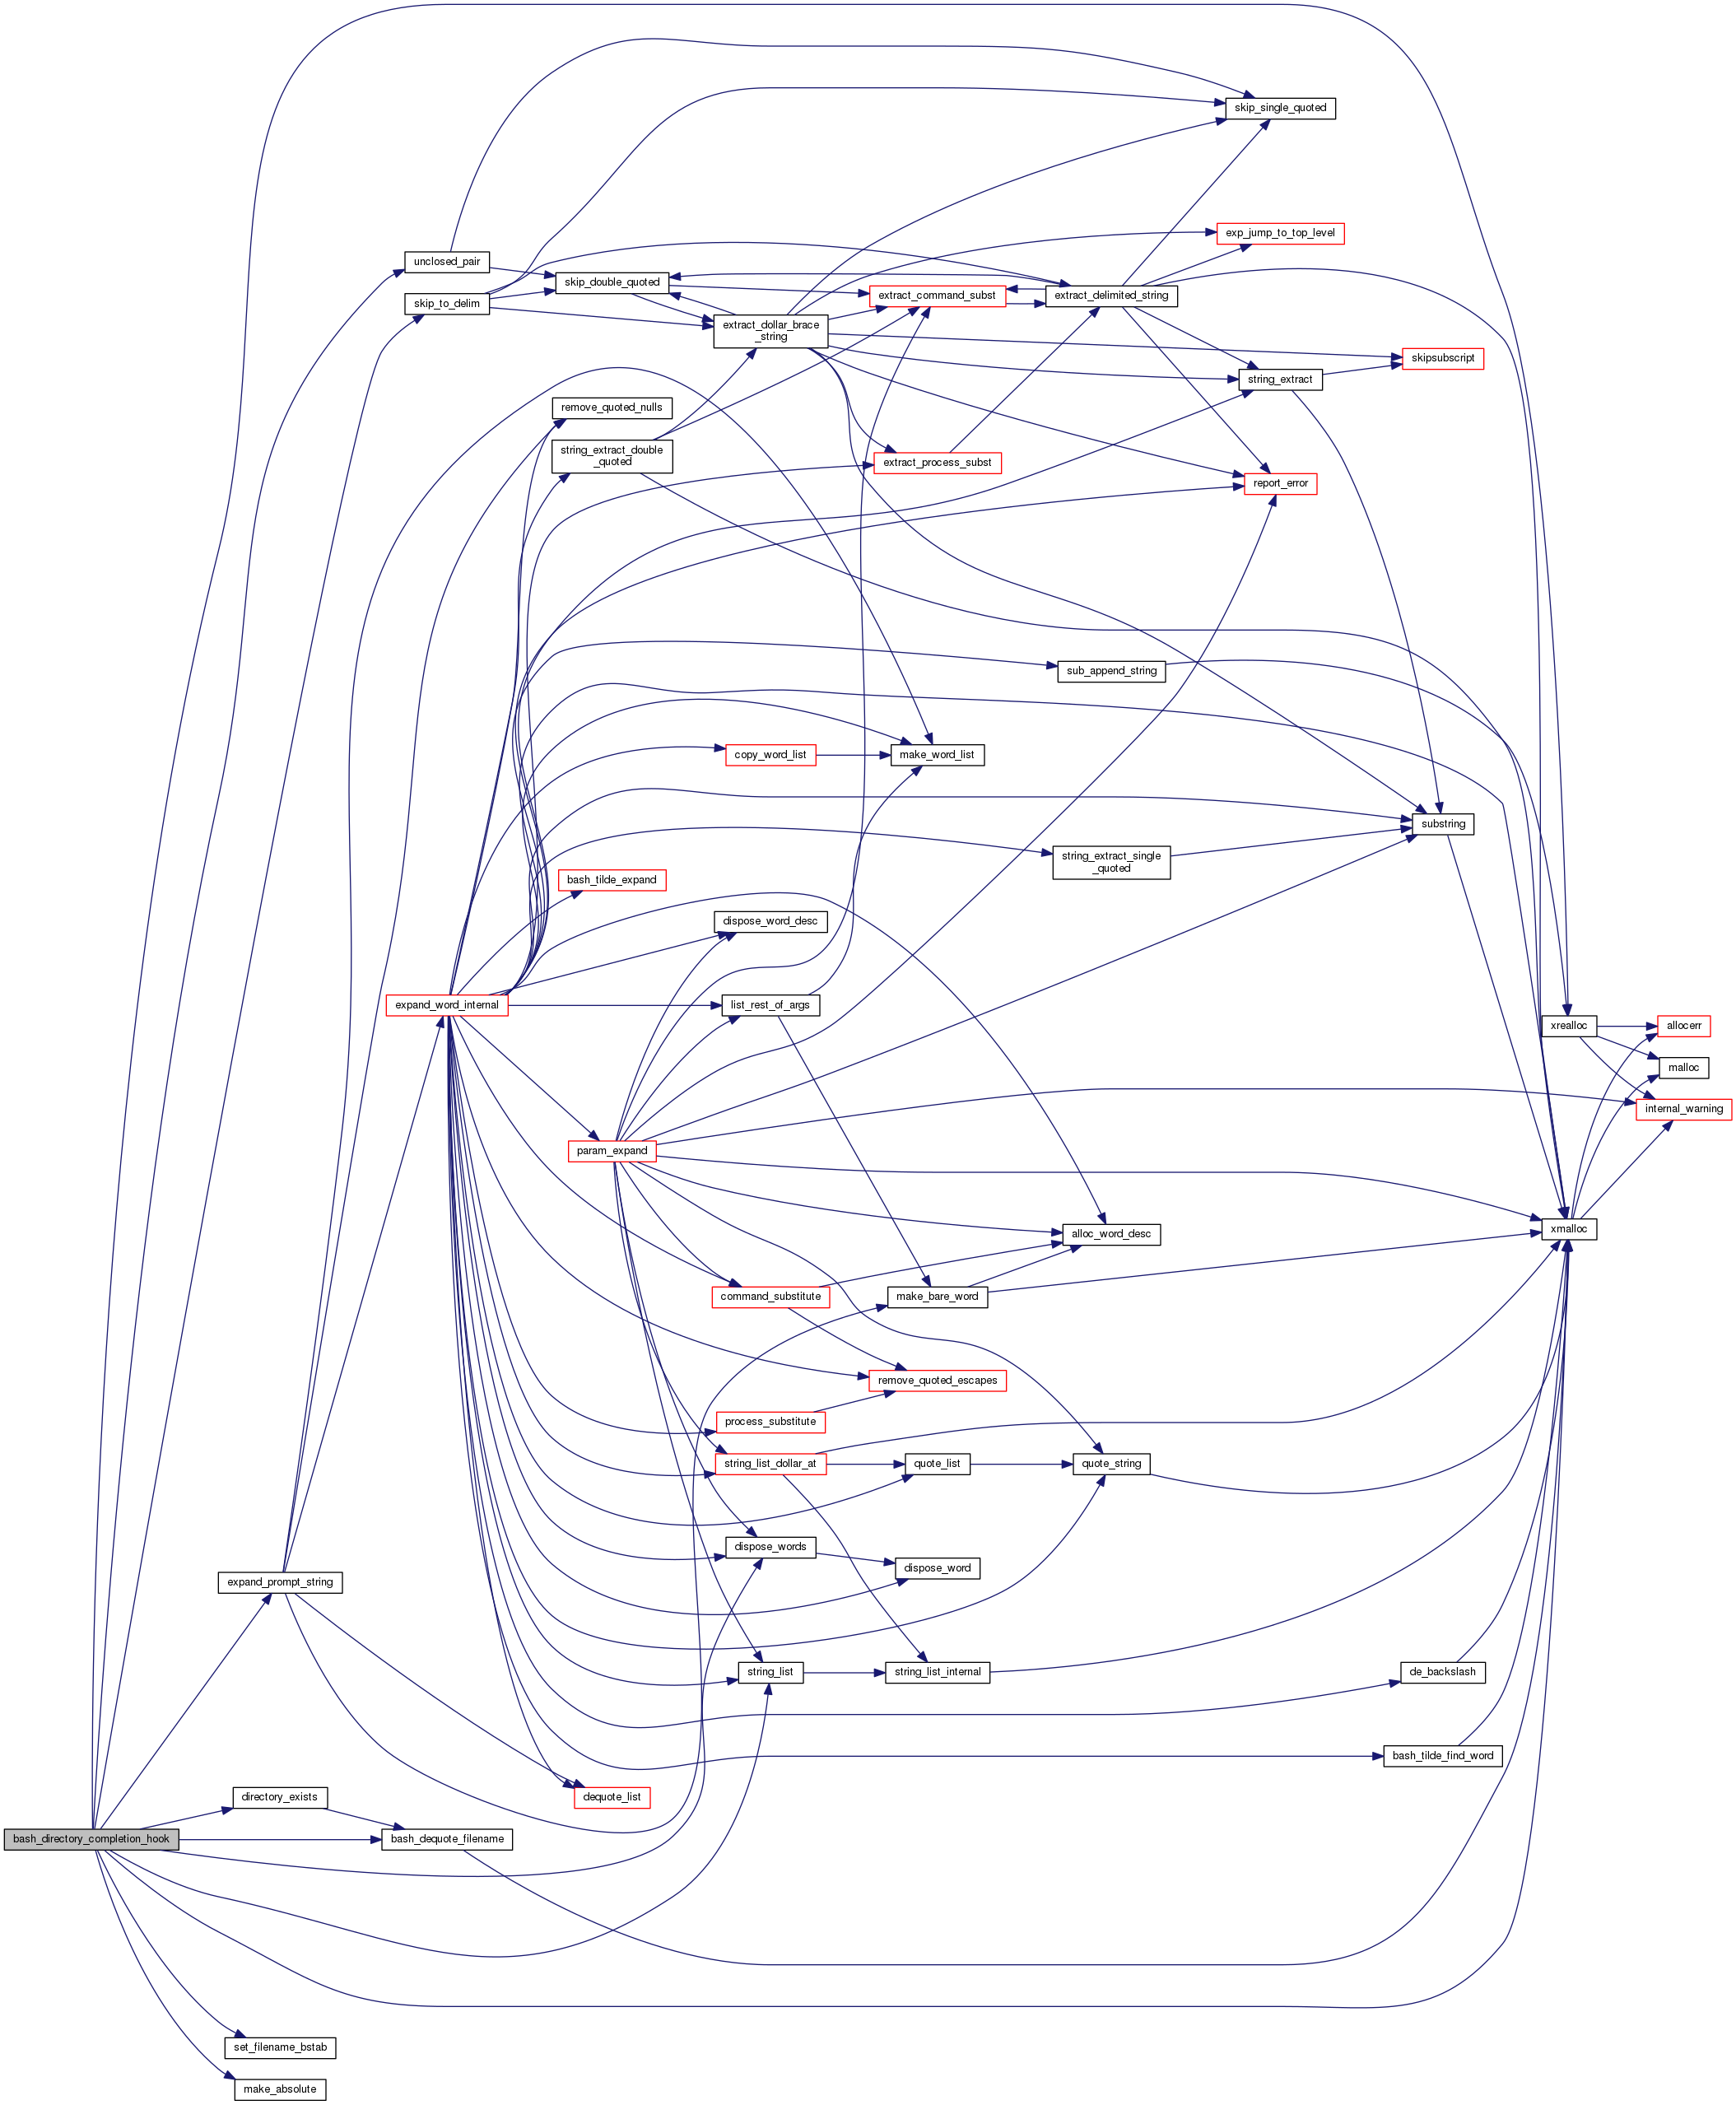 skip_single_quoted
exp_jump_to_top_level
unclosed_pair
skip_double_quoted
skip_to_delim
extract_command_subst
extract_delimited_string
extract_dollar_brace
_string
skipsubscript
string_extract
remove_quoted_nulls
string_extract_double
_quoted
extract_process_subst
report_error
sub_append_string
copy_word_list
make_word_list
substring
string_extract_single
_quoted
bash_tilde_expand
dispose_word_desc
expand_word_internal
list_rest_of_args
xrealloc
allocerr
malloc
internal_warning
param_expand
alloc_word_desc
xmalloc
command_substitute
make_bare_word
remove_quoted_escapes
process_substitute
string_list_dollar_at
quote_list
quote_string
dispose_words
dispose_word
expand_prompt_string
string_list
string_list_internal
de_backslash
bash_tilde_find_word
directory_exists
dequote_list
bash_directory_completion_hook
bash_dequote_filename
set_filename_bstab
make_absolute